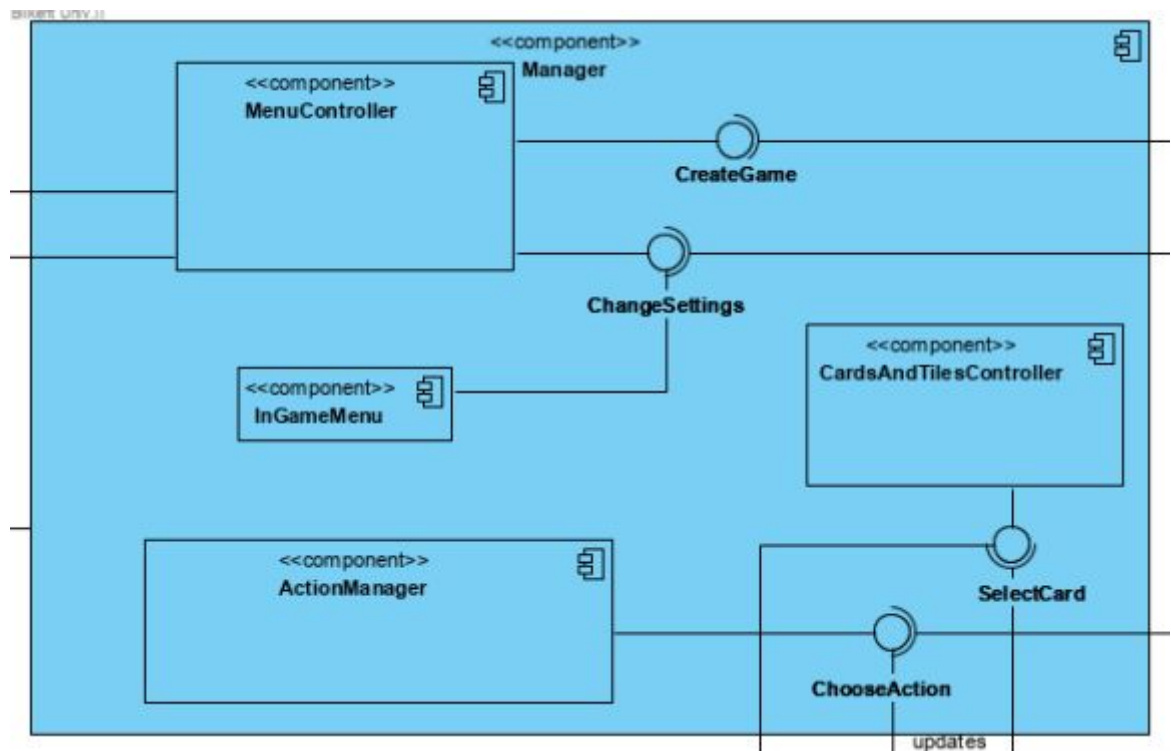 <<component>>
Manager
<<component>>
MenuController
CreateGame
ChangeSettings
<<component>>
CardsAndTilesController
<<component>>
InGameMenu
<<component>>
ActionManager
SelectCard
ChooseAction
updates